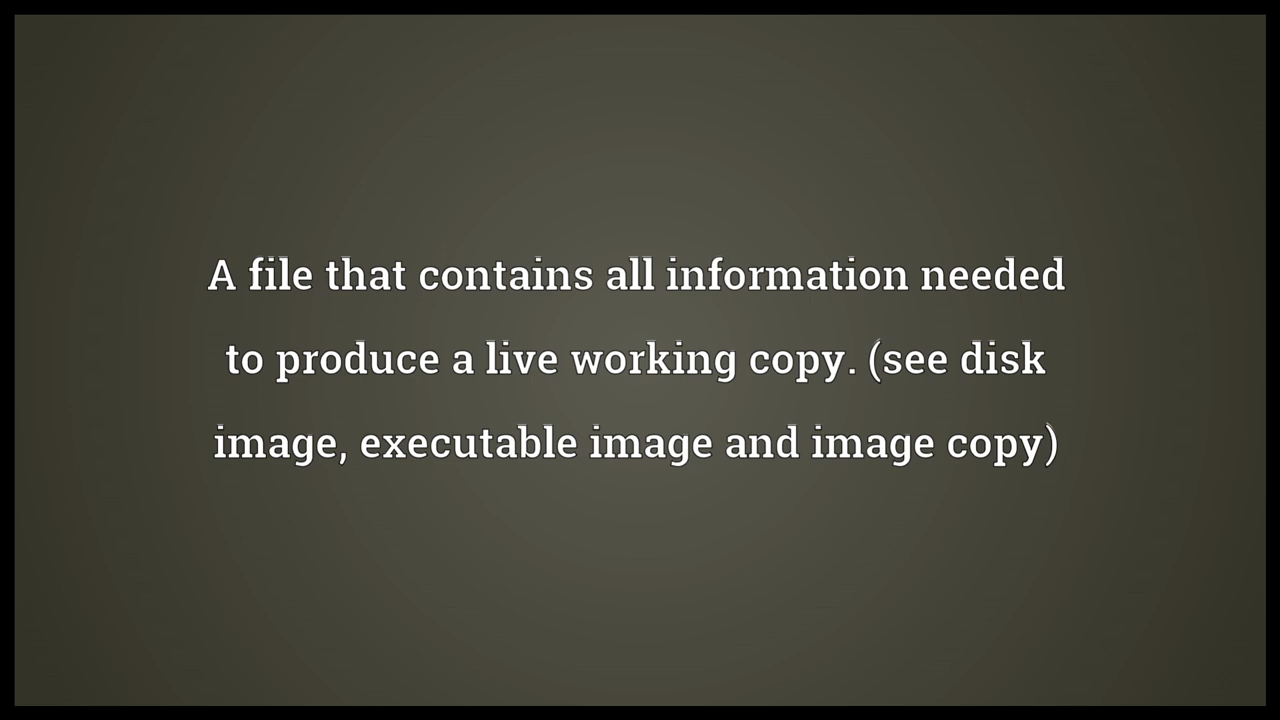 A file that contains all information needed
to produce a live working copy. (see disk
image, executable image and image copy)